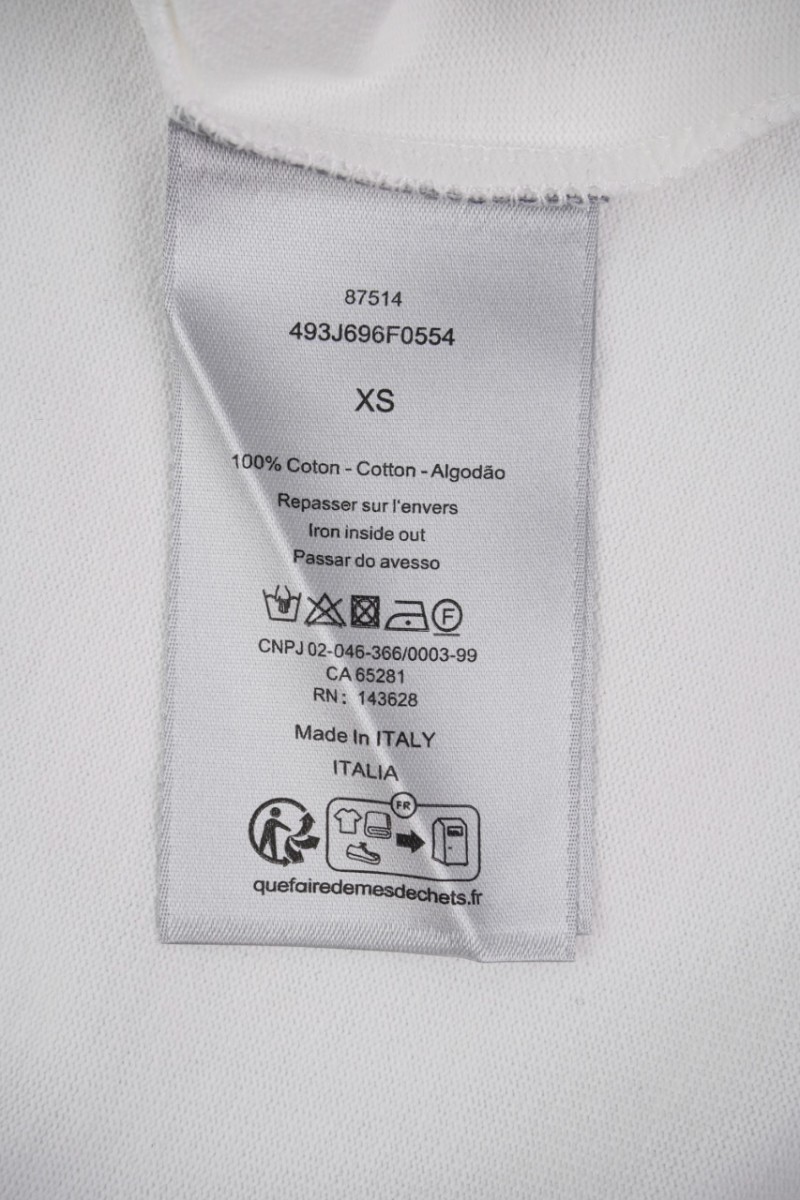 87514
493J696F0554
XS
100% Coton - Cotton - Algodão
Repasser sur l'envers
Iron inside out
Passar do avesso
F
CNPJ 02-046-366/0003-99
CA 65281
RN : 143628
Made In ITALY
ITALIA
FR
quefairedemesdechets.fr